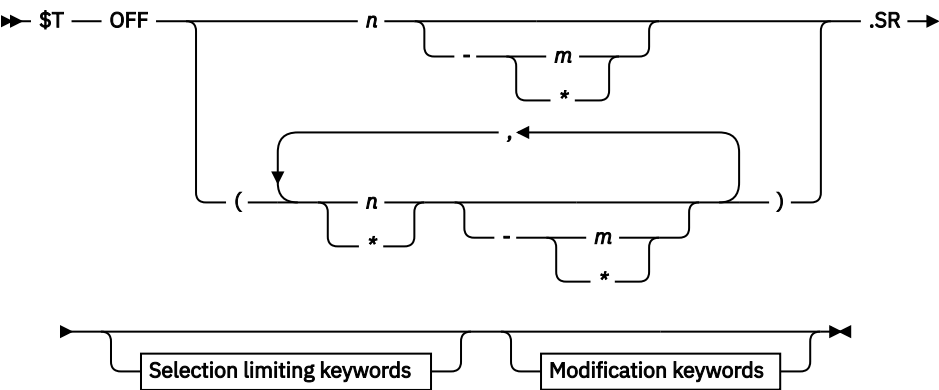 $T OFF n .SR
- m
*
,
( n )
* - m
*
Selection limiting keywords Modification keywords